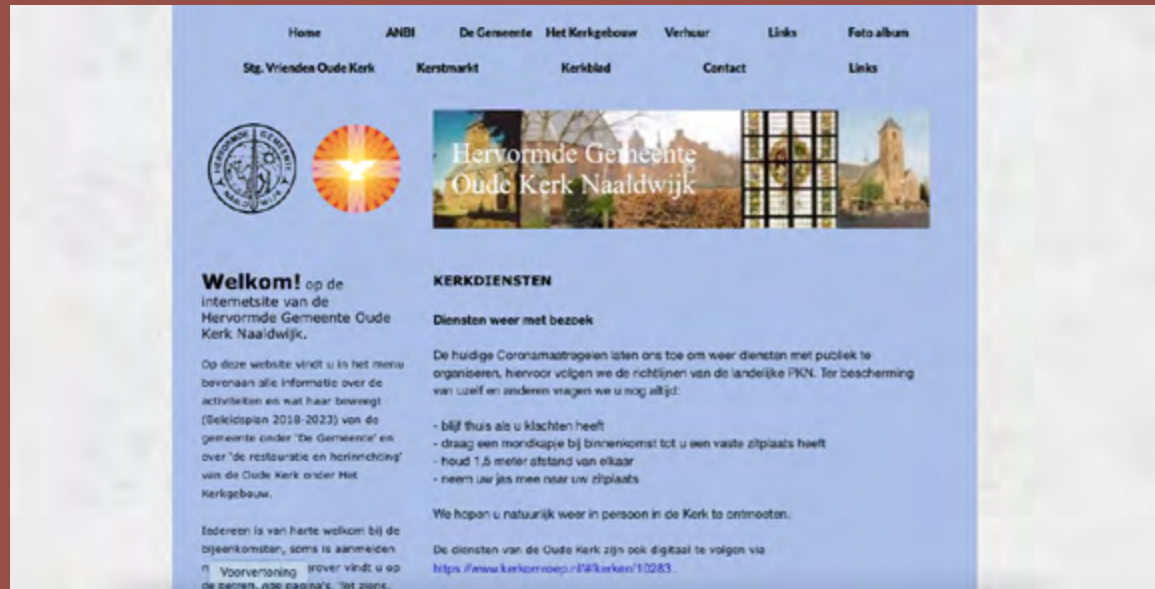 Home ANBI De Gemeente Het Kerkgebouw Verhuur Links Foto album
Stg. Vrienden Oude Kerk Kerstmarkt Kerkblad Contact Links
HERVORMDE GEMEENTE
NAALDWIJK
Hervormde Gemeente
Oude Kerk Naaldwijk
Welkom! op de
internetsite van de
Hervormde Gemeente Oude
Kerk Naaldwijk.
Op deze website vindt u in het menu
bovenaan alle informatie over de
activiteiten en wat haar beweegt
(Beleidsplan 2018-2023) van de
gemeente onder 'De Gemeente' en
over 'de restauratie en herinrichting'
van de Oude Kerk onder Het
Kerkgebouw.
Iedereen is van harte welkom bij de
bijeenkomsten, soms is aanmelden
vindt u op
Voorvertoning
pagina's. Tot ziens.
KERKDIENSTEN
Diensten weer met bezoek
De huidige Coronamaatregelen laten ons toe om weer diensten met publiek te
organiseren, hiervoor volgen we de richtlijnen van de landelijke PKN. Ter bescherming
van uzelf en anderen vragen we u nog altijd:
- blijf thuis als u klachten heeft
- draag een mondkapje bij binnenkomst tot u een vaste zitplaats heeft
- houd 1,5 meter afstand van elkaar
- neem uw jas mee naar uw zitplaats
We hopen u natuurlijk weer in persoon in de Kerk te ontmoeten.
De diensten van de Oude Kerk zijn ook digitaal te volgen via
https://www.kerkomroep.nl/#/kerken/10283.